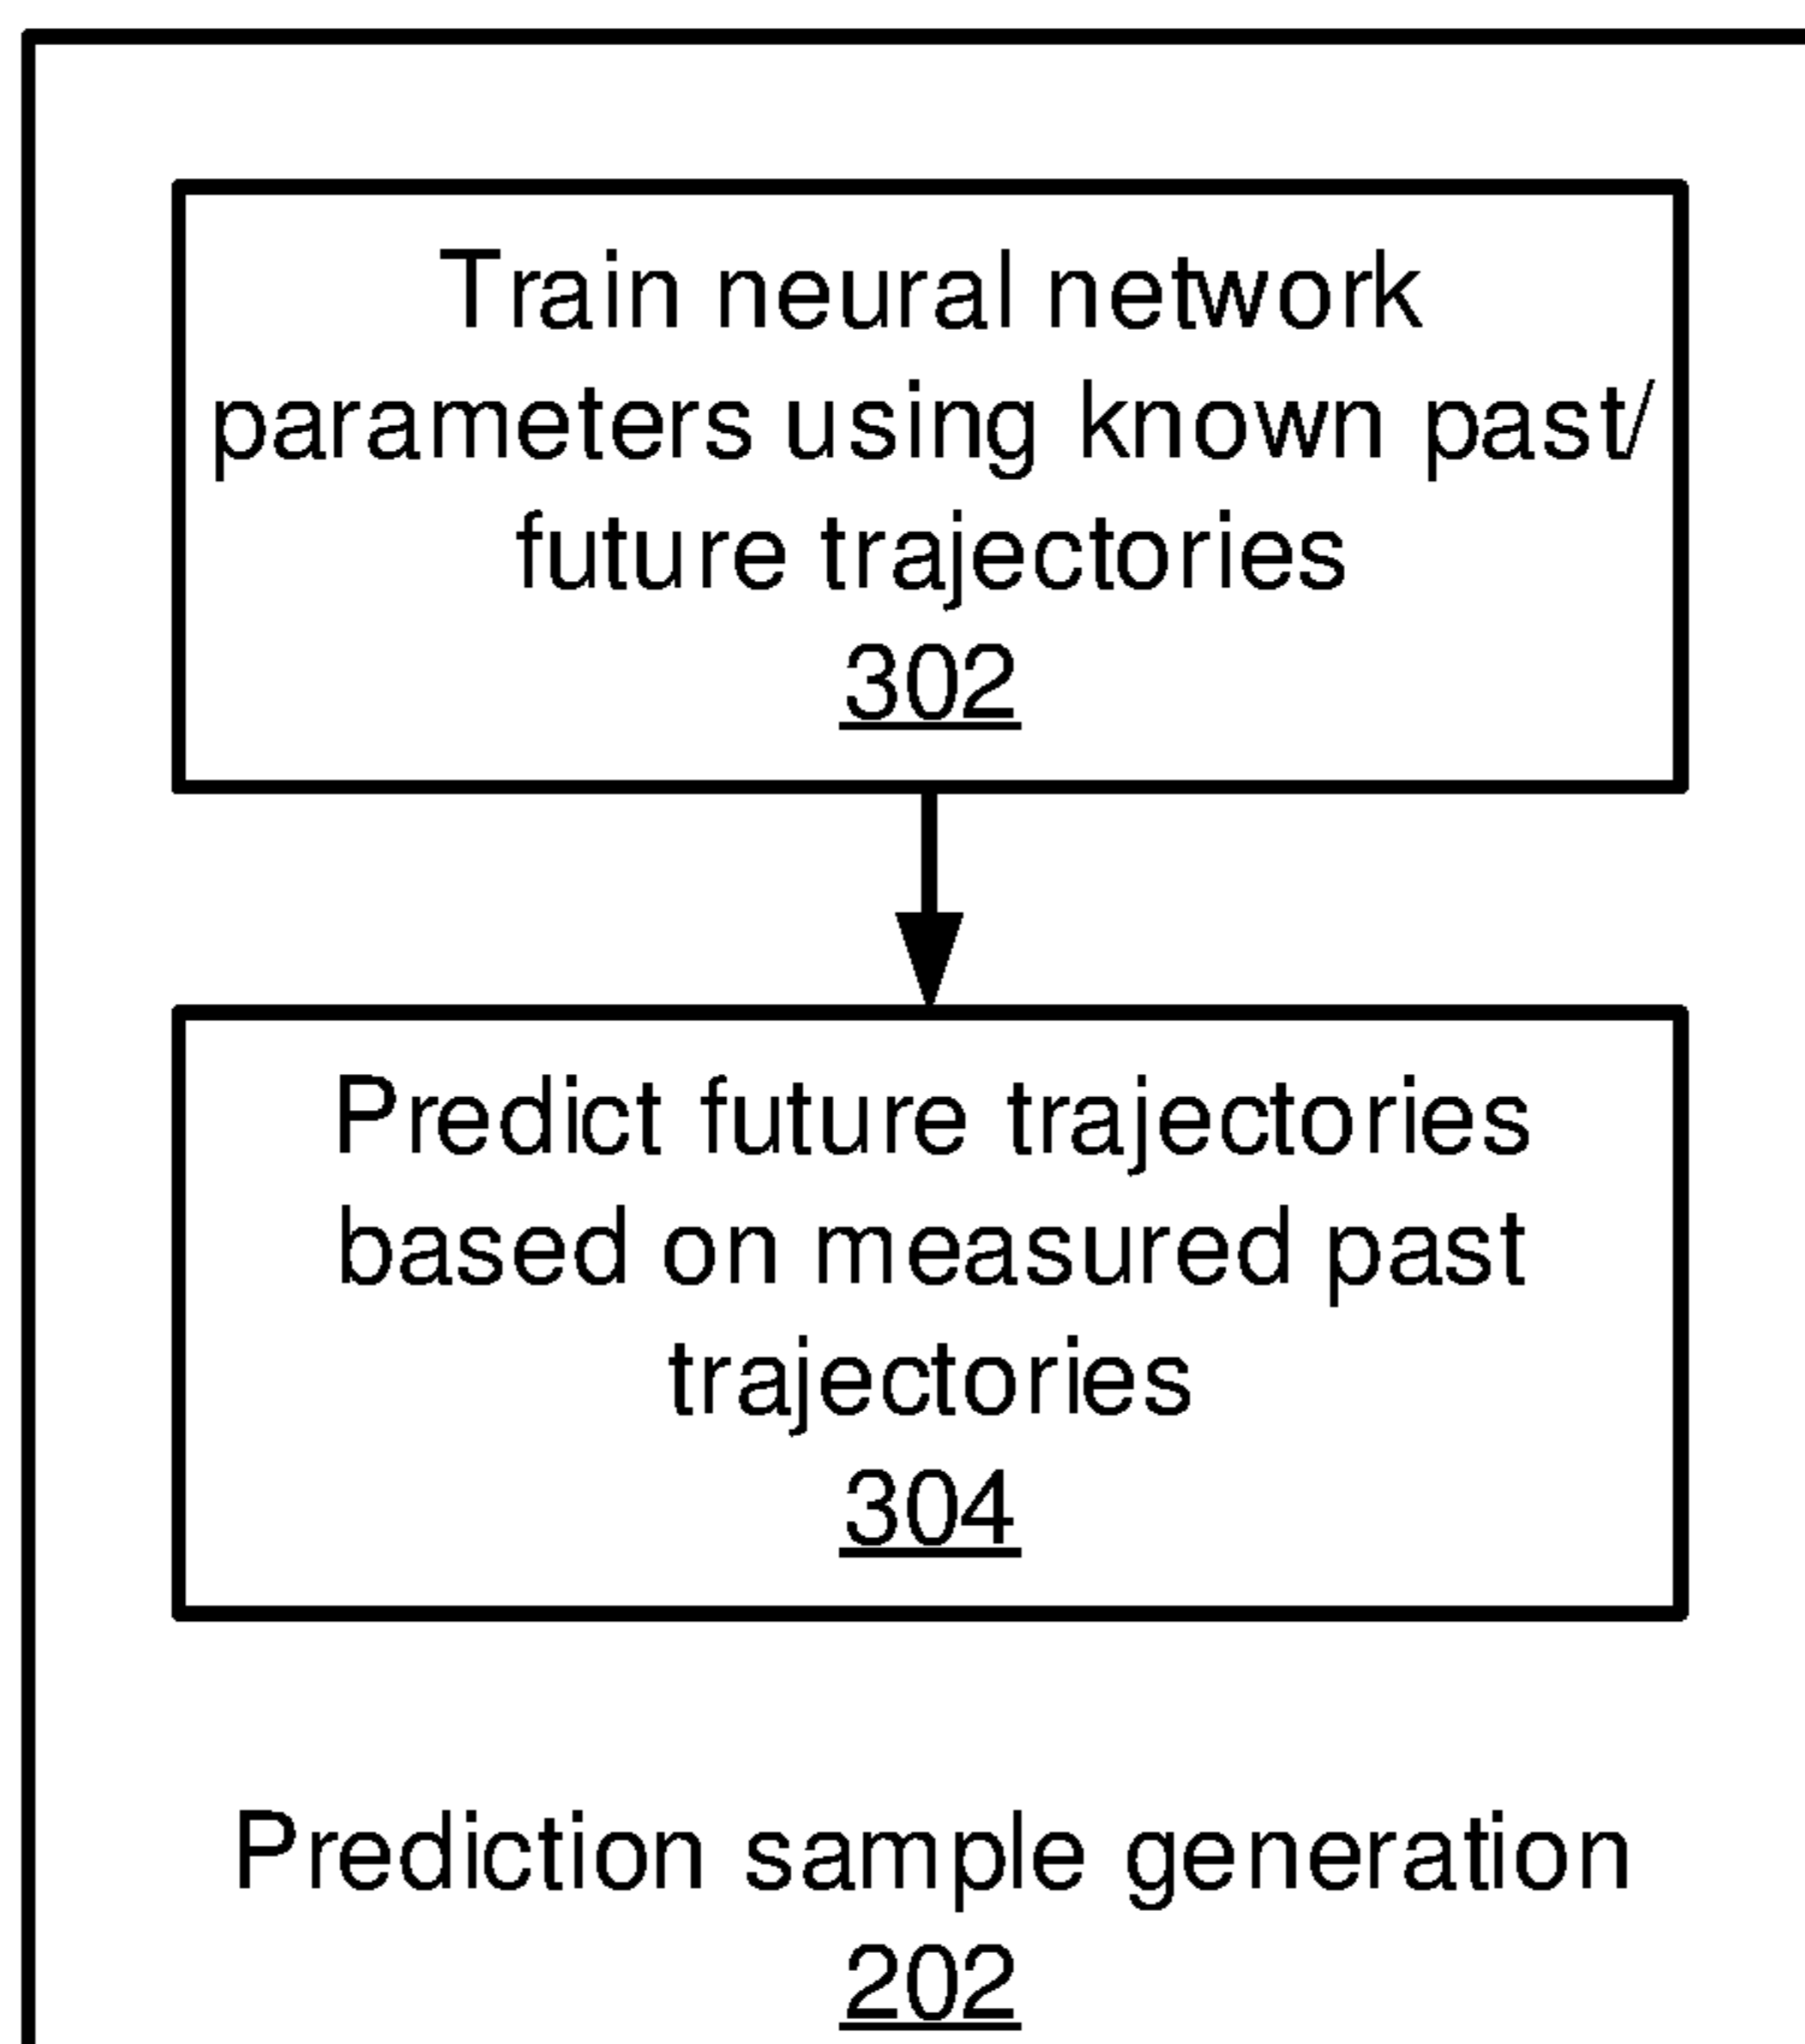 Train neural network
parameters using known past/
future trajectories
302
Predict future trajectories
based on measured past
trajectories
304
Prediction sample generation
202